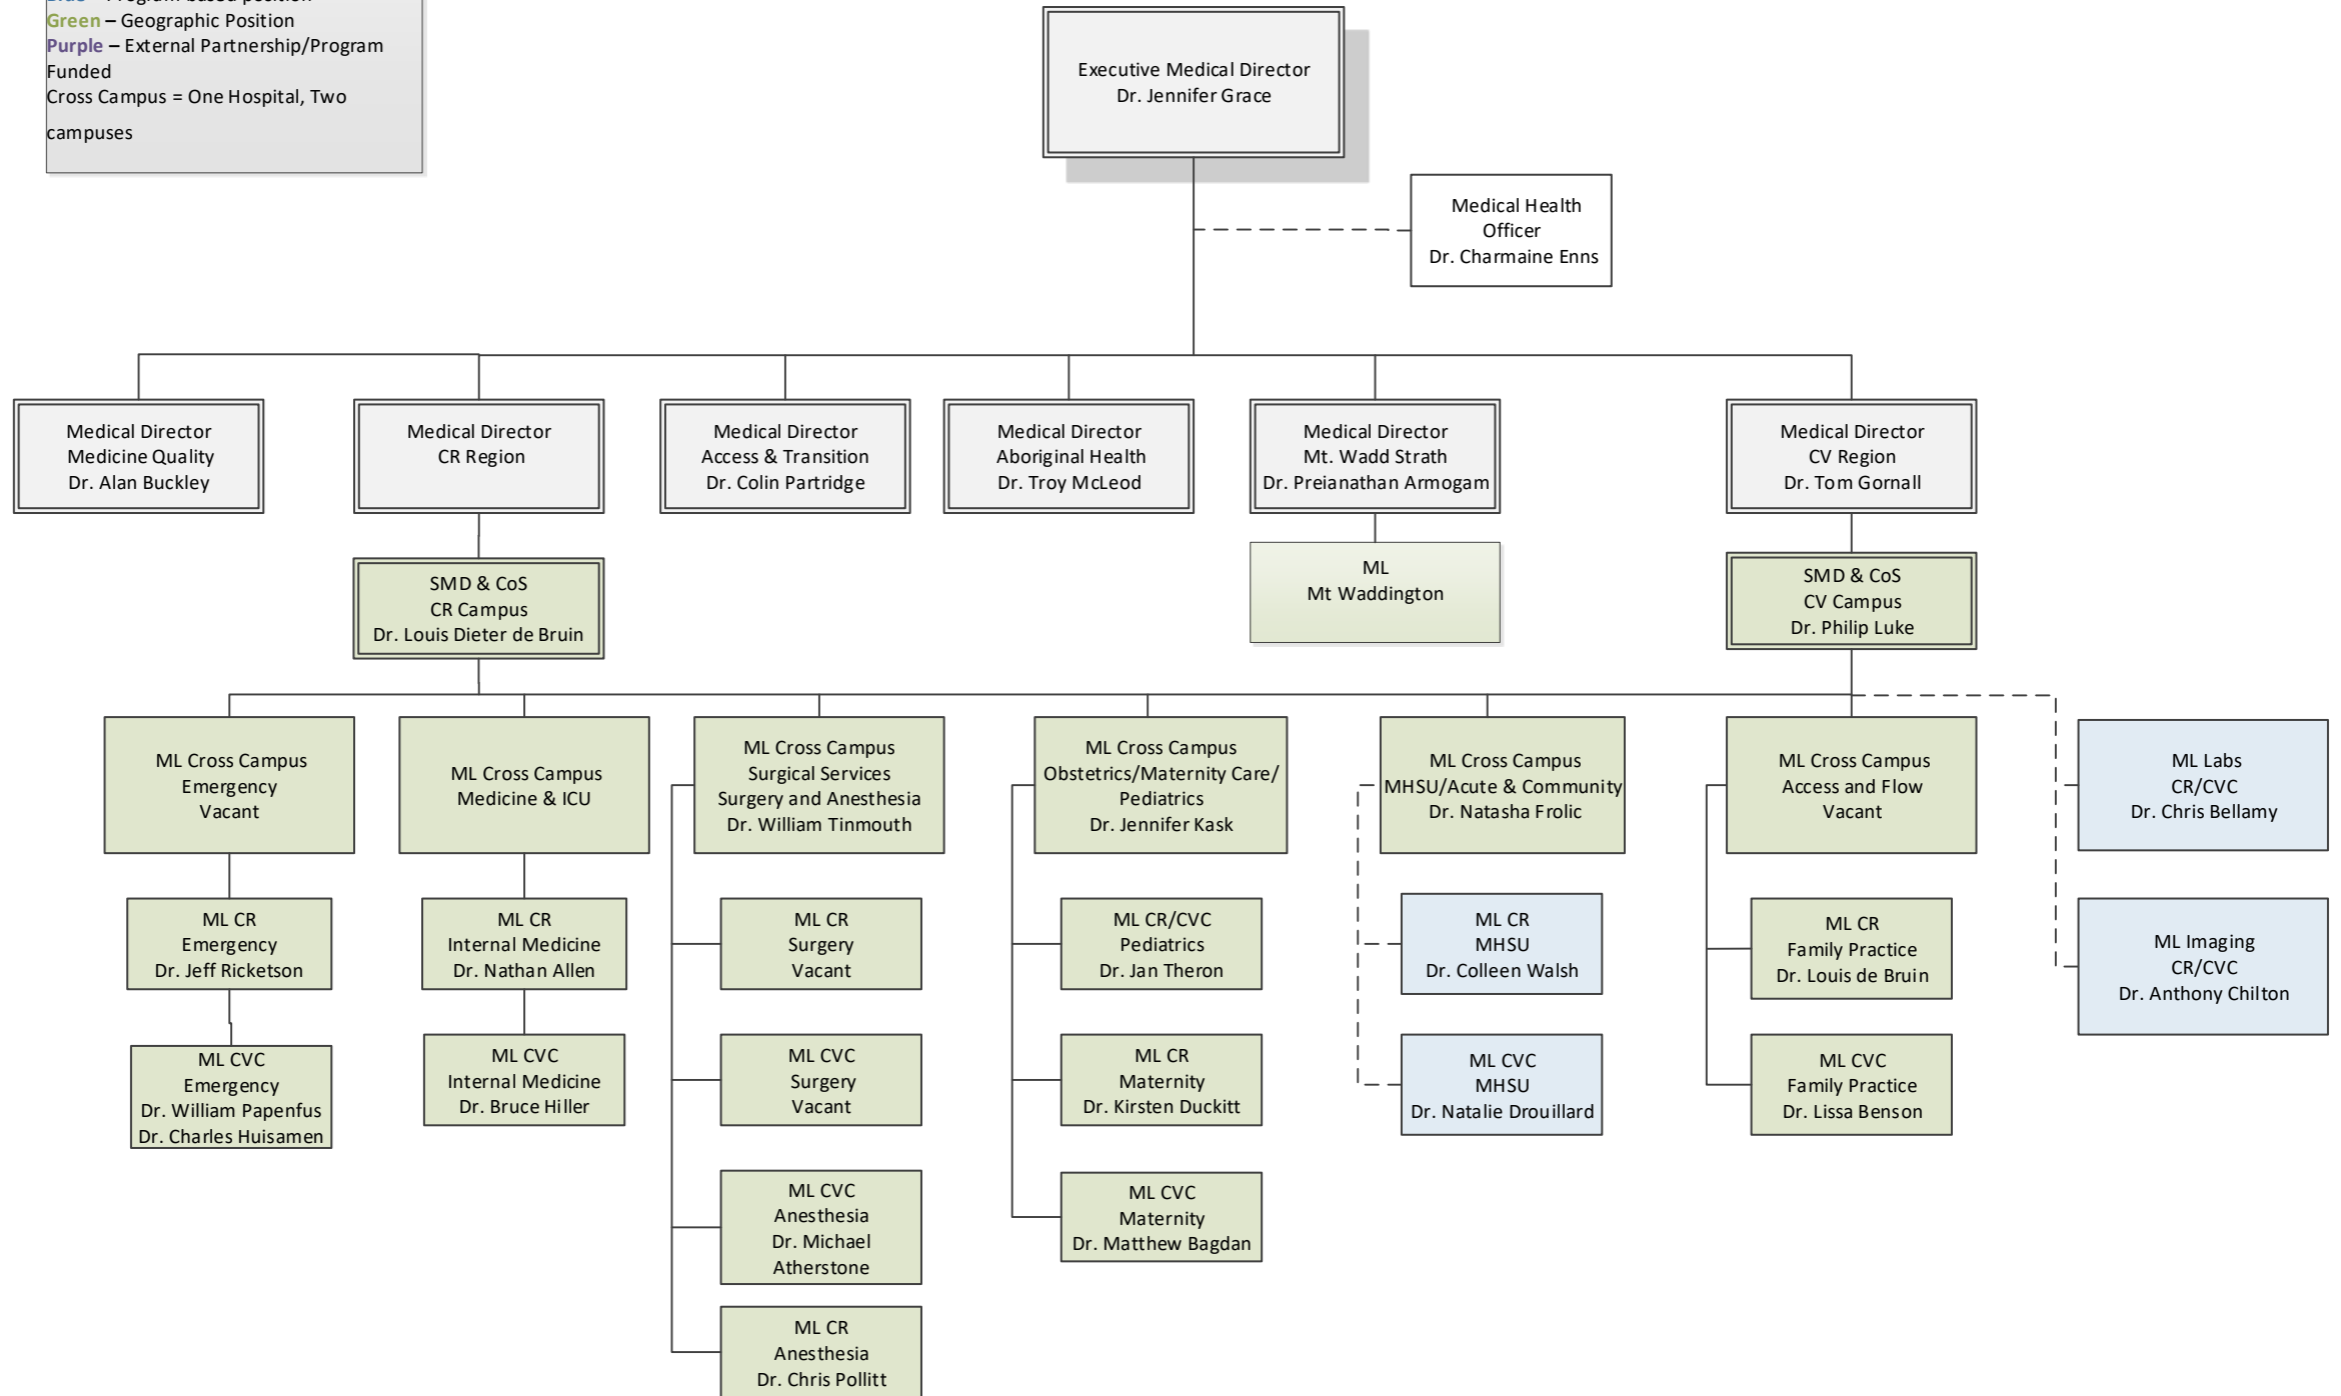 Blue – Program based position
Green – Geographic Position
Purple – External Partnership/Program
Funded
Cross Campus = One Hospital, Two
campuses
Executive Medical Director
Dr. Jennifer Grace
Medical Health
Officer
Dr. Charmaine Enns
Medical Director
Medicine Quality
Dr. Alan Buckley
Medical Director
CR Region
Medical Director
Access & Transition
Dr. Colin Partridge
Medical Director
Aboriginal Health
Dr. Troy McLeod
Medical Director
Mt. Wadd Strath
Dr. Preianathan Armogam
Medical Director
CV Region
Dr. Tom Gornall
SMD & CoS
CR Campus
Dr. Louis Dieter de Bruin
ML
Mt Waddington
SMD & CoS
CV Campus
Dr. Philip Luke
ML Cross Campus
Emergency
Vacant
ML Cross Campus
Medicine & ICU
ML Cross Campus
Surgical Services
Surgery and Anesthesia
Dr. William Tinmouth
ML Cross Campus
Obstetrics/Maternity Care/
Pediatrics
Dr. Jennifer Kask
ML Cross Campus
MHSU/Acute & Community
Dr. Natasha Frolic
ML Cross Campus
Access and Flow
Vacant
ML Labs
CR/CVC
Dr. Chris Bellamy
ML CR
Emergency
Dr. Jeff Ricketson
ML CR
Internal Medicine
Dr. Nathan Allen
ML CR
Surgery
Vacant
ML CR/CVC
Pediatrics
Dr. Jan Theron
ML CR
MHSU
Dr. Colleen Walsh
ML CR
Family Practice
Dr. Louis de Bruin
ML Imaging
CR/CVC
Dr. Anthony Chilton
ML CVC
Emergency
Dr. William Papenfus
Dr. Charles Huisamen
ML CVC
Internal Medicine
Dr. Bruce Hiller
ML CVC
Surgery
Vacant
ML CR
Maternity
Dr. Kirsten Duckitt
ML CVC
MHSU
Dr. Natalie Drouillard
ML CVC
Family Practice
Dr. Lissa Benson
ML CVC
Anesthesia
Dr. Michael
Atherstone
ML CVC
Maternity
Dr. Matthew Bagdan
ML CR
Anesthesia
Dr. Chris Pollitt